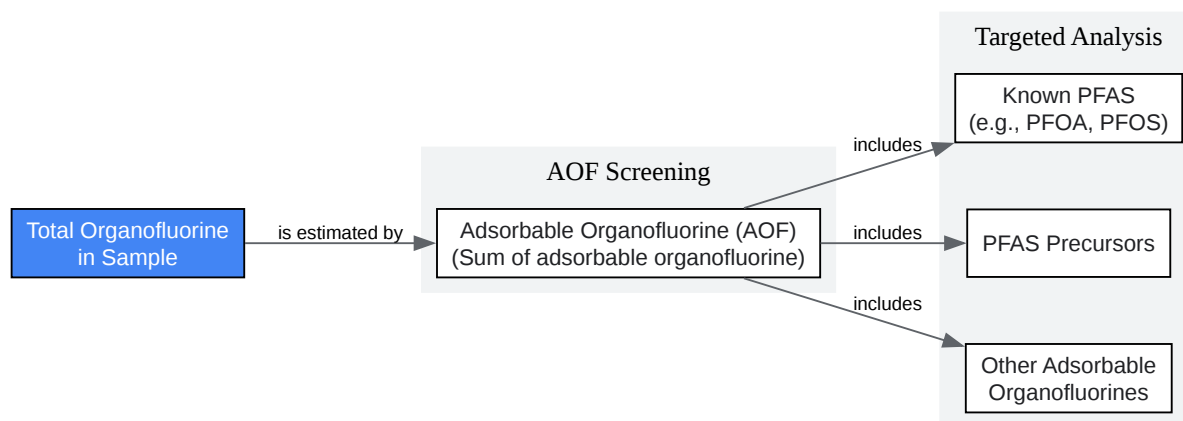 Targeted Analysis
Known PFAS
(e.g., PFOA, PFOS)
includes
AOF Screening
Total Organofluorine
in Sample
is estimated by
Adsorbable Organofluorine (AOF)
(Sum of adsorbable organofluorine)
includes
PFAS Precursors
includes
Other Adsorbable
Organofluorines